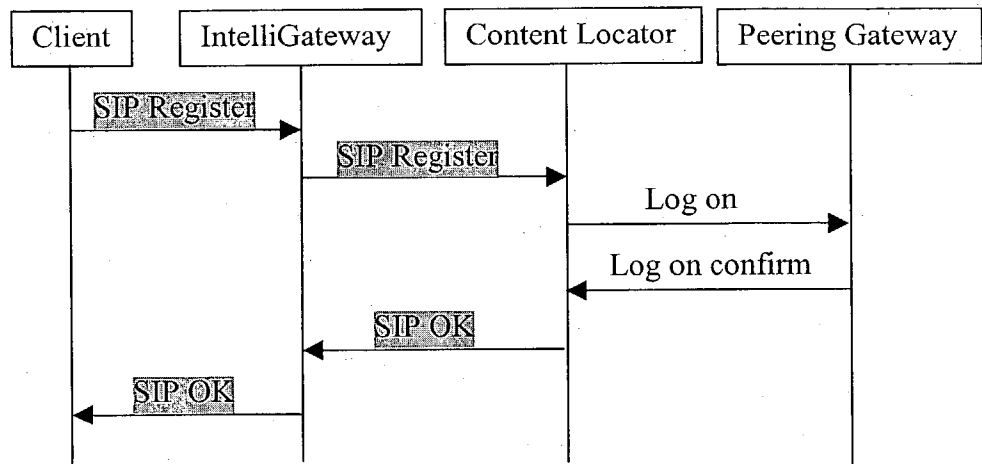 Client
IntelliGateway
Content Locator
Peering Gateway
SIP Register
SIP Register
Log on
Log on confirm
SIP OK
SIP OK